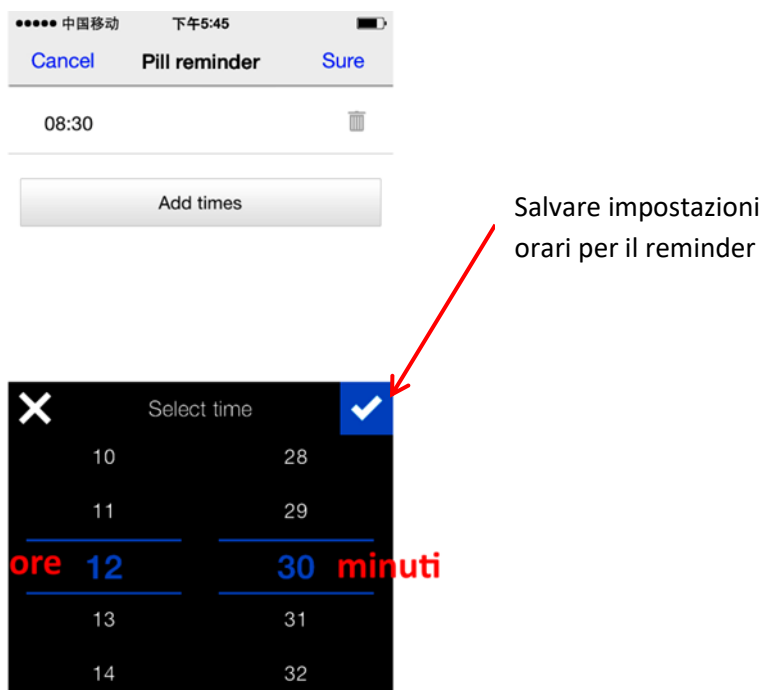 中国移动 下午5:45
Cancel Pill reminder Sure
08:30
Add times
Salvare impostazioni
orari per il reminder
Select time
10 28
11 29
ore 12 30 minuti
13 31
14 32